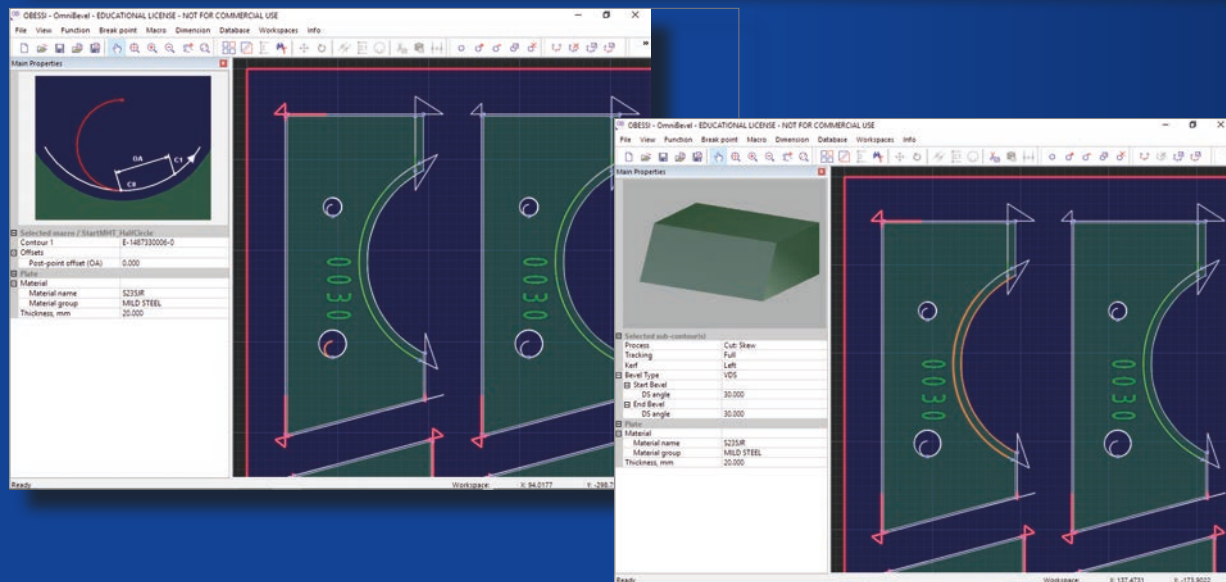 OBESSI - OmniBevel - EDUCATIONAL LICENSE - NOT FOR COMMERCIAL USE
File View Function Break point Macro Dimension Database Workspaces Info
Main Properties
OA
C1
C0
Selected macro / StartMHT_HalfCircle
Contour 1 E-1487330006-0
Offsets
Post-point offset (OA) 0.000
Plate
Material
Material name S235JR
Material group MILD STEEL
Thickness, mm 20.000
0030
Ready Workspace: X: 94.0177
OBESSI - OmniBevel - EDUCATIONAL LICENSE - NOT FOR COMMERCIAL USE
File View Function Break point Macro Dimension Database Workspaces Info
Main Properties
Selected sub-contour(s)
Process Cut: Skew
Tracking Full
Kerf Left
Bevel Type VDS
Start Bevel
DS angle 30.000
End Bevel
DS angle 30.000
Plate
Material
Material name S235JR
Material group MILD STEEL
Thickness, mm 20.000
0030
0030
Ready Workspace: X: 137.4731 Y: -173.9022